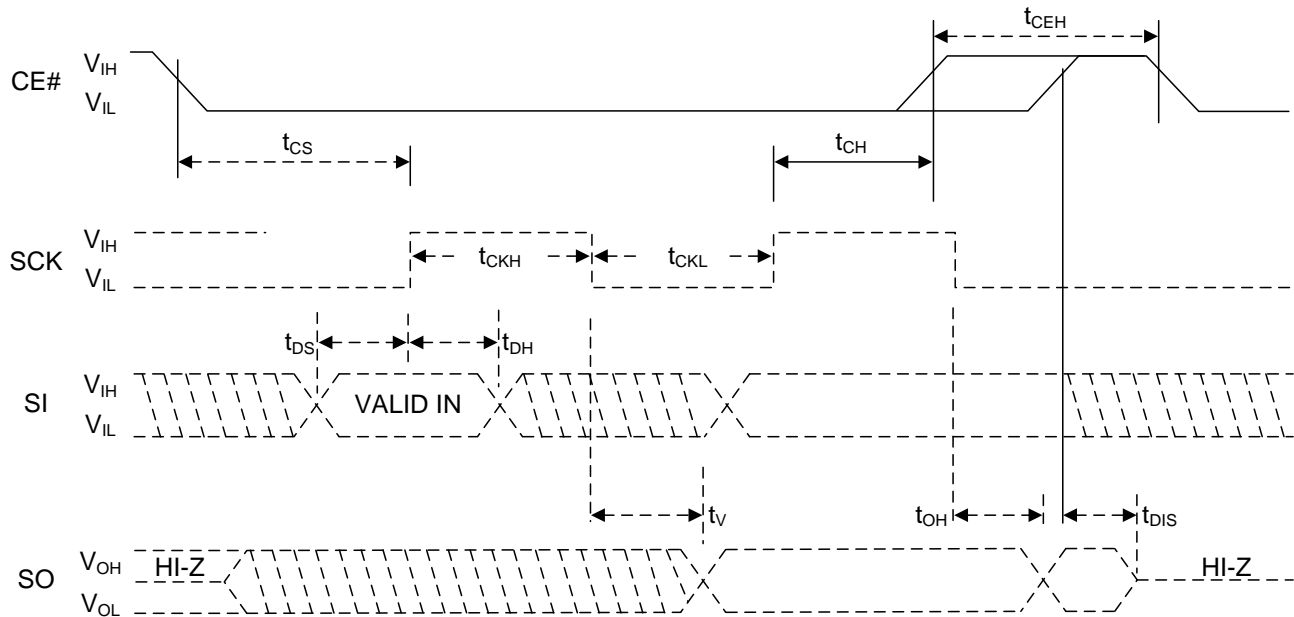 tCEH
CE#
VIH
VIL
tCS
tCH
SCK
VIH
VIL
tCKH
tCKL
tDS
tDH
SI
VIH
VIL
VALID IN
tV
tOH
tDIS
SO
VOH
VOL
HI-Z
HI-Z